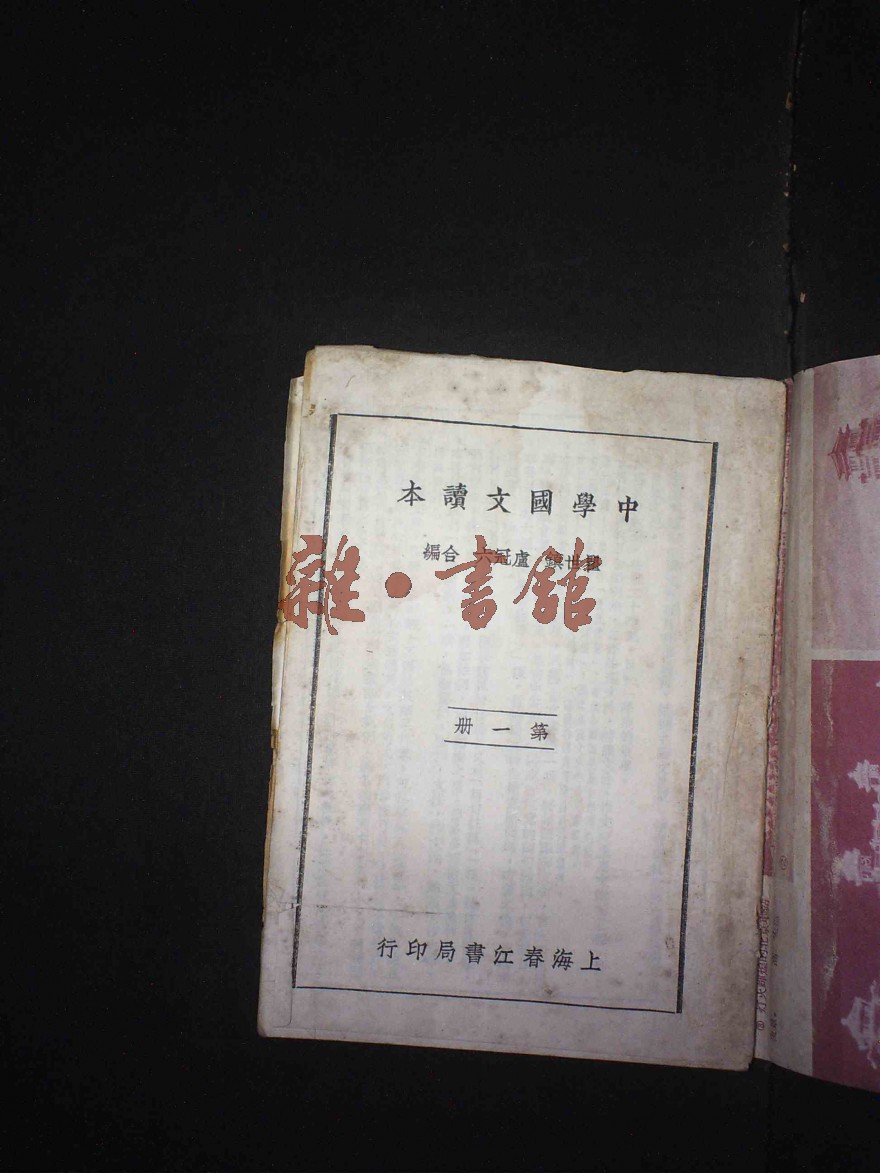 中學國文讀本
世鎮 盧冠六 合編
第一册
上海春江書局印行
雜·書館